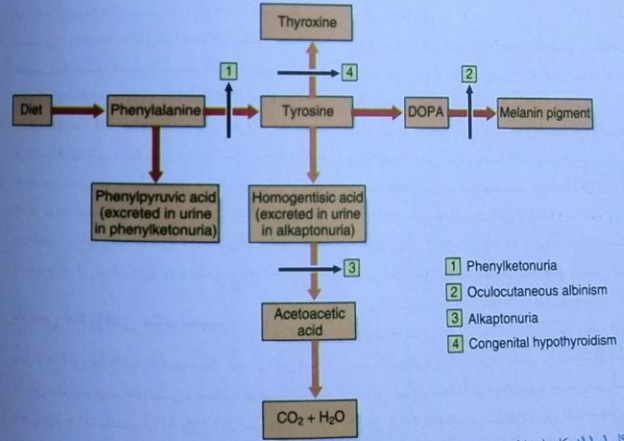 Thyroxine
1
4
2
Diet
Phenylalanine
Tyrosine
DOPA
Melanin pigment
Phenylpyruvic acid
(excreted in urine
in phenylketonuria)
Homogentisic acid
(excreted in urine
in alkaptonuria)
3
Acetoacetic
acid
CO₂ + H₂O
1 Phenylketonuria
2 Oculocutaneous albinism
3 Alkaptonuria
4 Congenital hypothyroidism